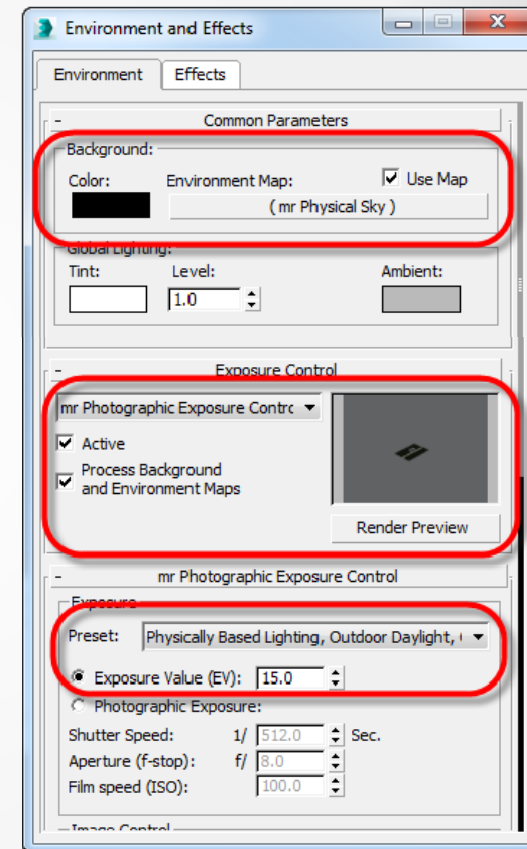 Environment and Effects
Environment Effects
- Common Parameters
Background:
Color: Environment Map: Use Map
( mr Physical Sky )
Global Lighting:
Tint: Level: Ambient:
1.0
- Exposure Control
mr Photographic Exposure Contrc
Active
Process Background
and Environment Maps
Render Preview
- mr Photographic Exposure Control
Exposure
Preset: Physically Based Lighting, Outdoor Daylight, (
Exposure Value (EV): 15.0
Photographic Exposure:
Shutter Speed: 1/ 512.0 Sec.
Aperture (f-stop): f/ 8.0
Film speed (ISO): 100.0
Image Control